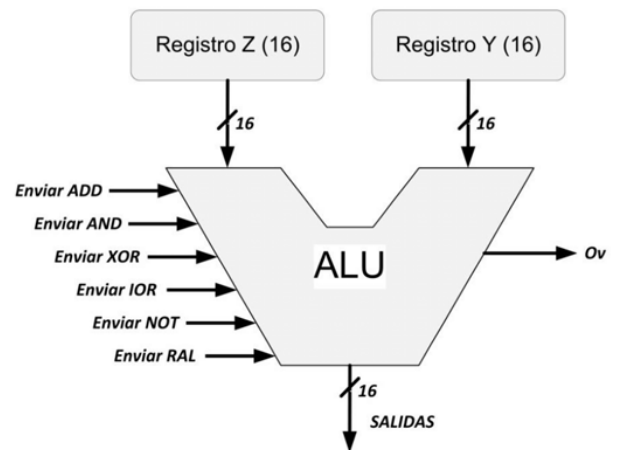 Registro Z (16)
Registro Y (16)
16
16
Enviar ADD
Enviar AND
Enviar XOR
Enviar IOR
Enviar NOT
Enviar RAL
ALU
Ov
16
SALIDAS